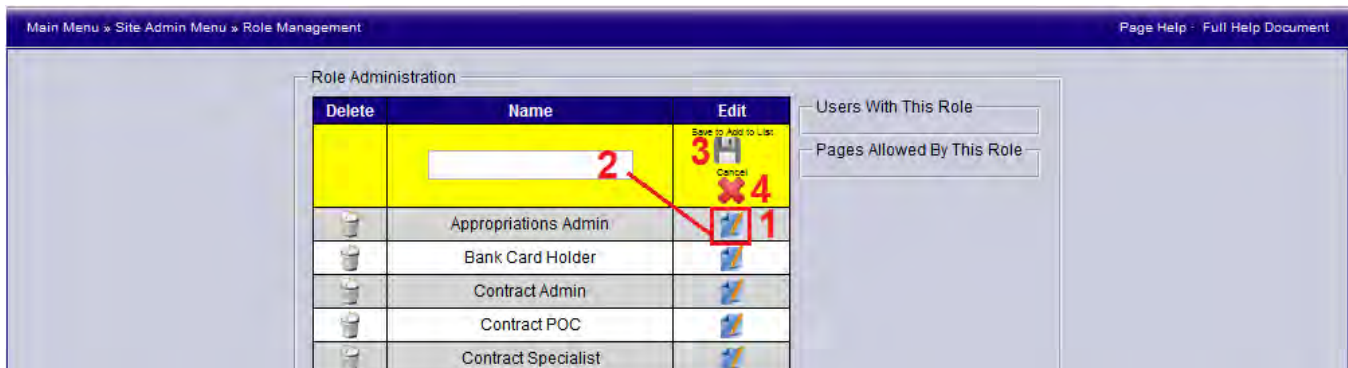 Main Menu » Site Admin Menu » Role Management
Page Help - Full Help Document
Role Administration
Delete Name Edit
Users With This Role
Save to Add to List
3
Pages Allowed By This Role
2
Cancel
4
Appropriations Admin
1
Bank Card Holder
Contract Admin
Contract POC
Contract Specialist